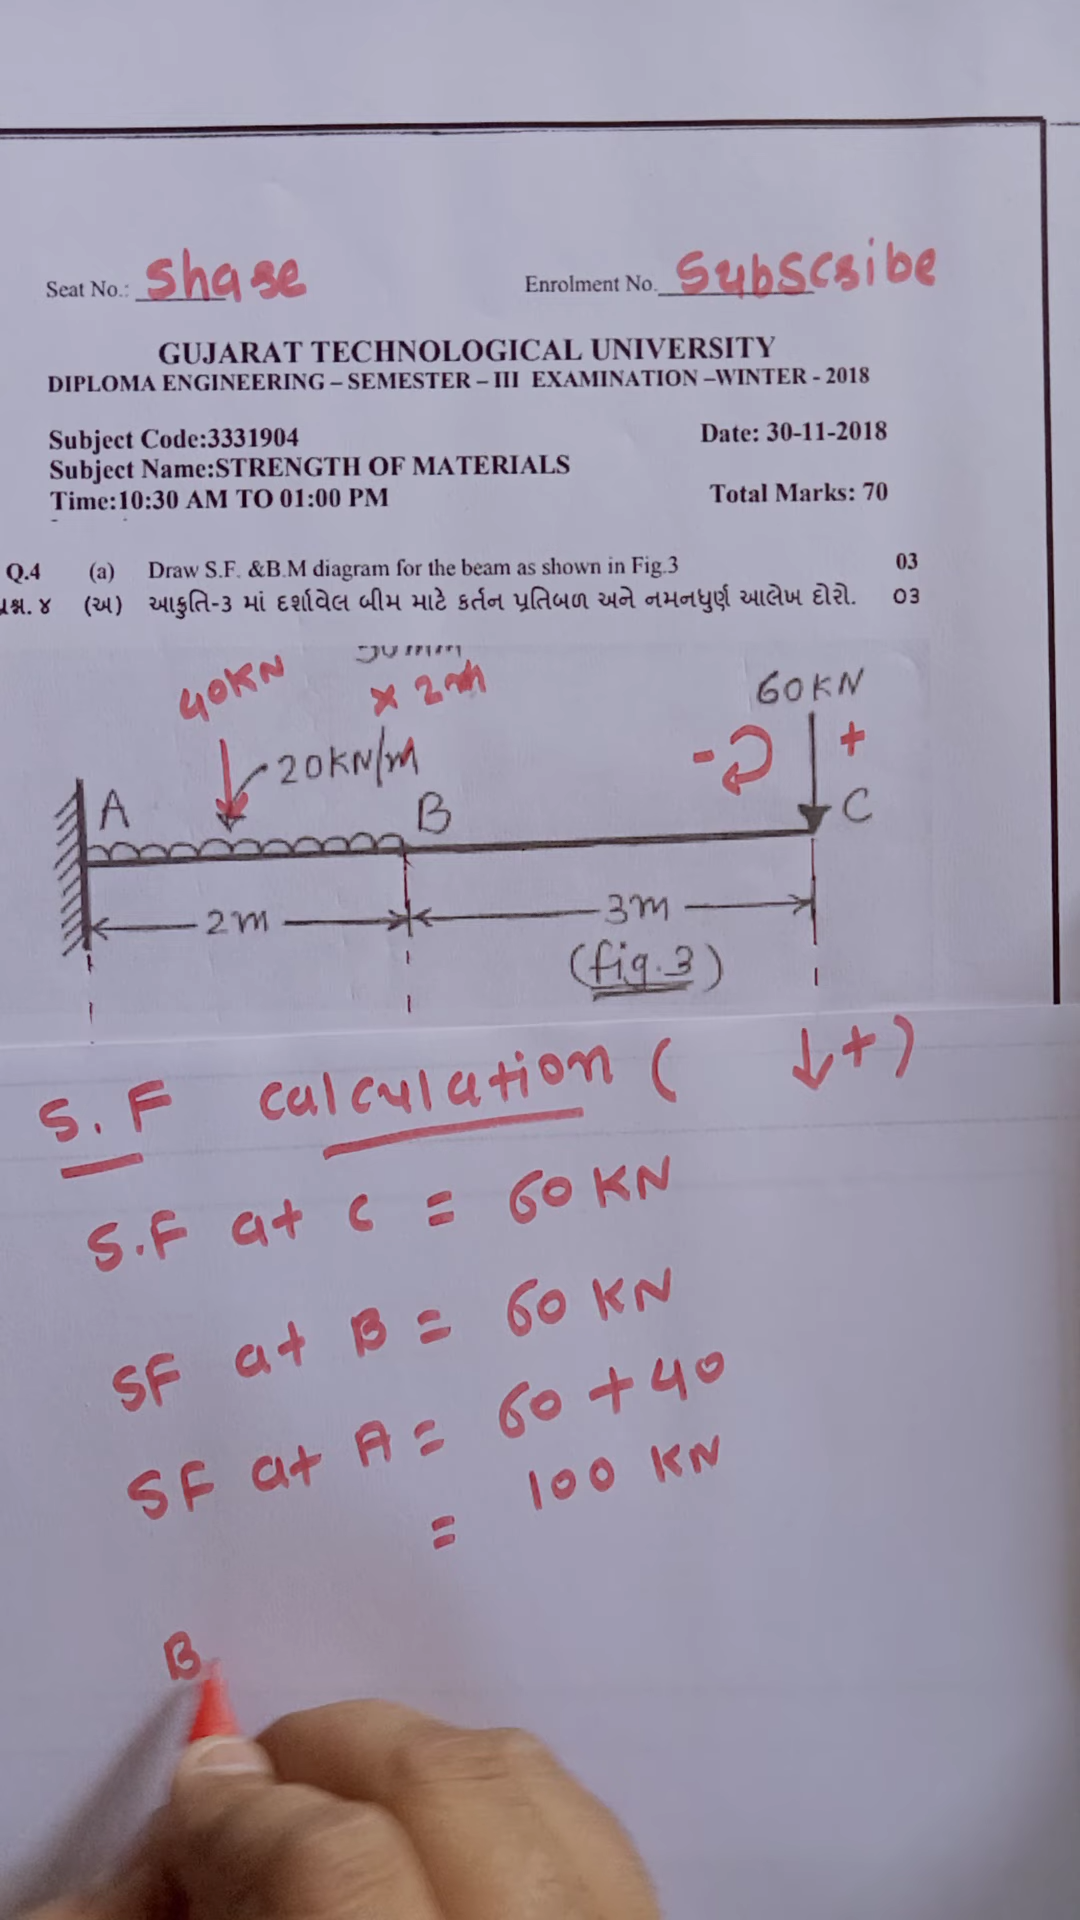 Seat No.: Shase Enrolment No. Subscsibe
GUJARAT TECHNOLOGICAL UNIVERSITY
DIPLOMA ENGINEERING – SEMESTER – III EXAMINATION –WINTER - 2018
Subject Code:3331904 Date: 30-11-2018
Subject Name:STRENGTH OF MATERIALS
Time:10:30 AM TO 01:00 PM Total Marks: 70
Q.4 (a) Draw S.F. &B.M diagram for the beam as shown in Fig.3 03
પ્રશ્ન. ૪ (અ) આકૃતિ-3 માં દર્શાવેલ બીમ માટે કર્તન પ્રતિબળ અને નમનઘુર્ણ આલેખ દોરો. ૦૩
40KN × 2m 60KN
- +
20KN/m
A B C
2m 3m
(fig.3)
S.F calculation ( ↓+)
S.F at C = 60 KN
SF at B = 60 KN
SF at A = 60 + 40
= 100 KN
B